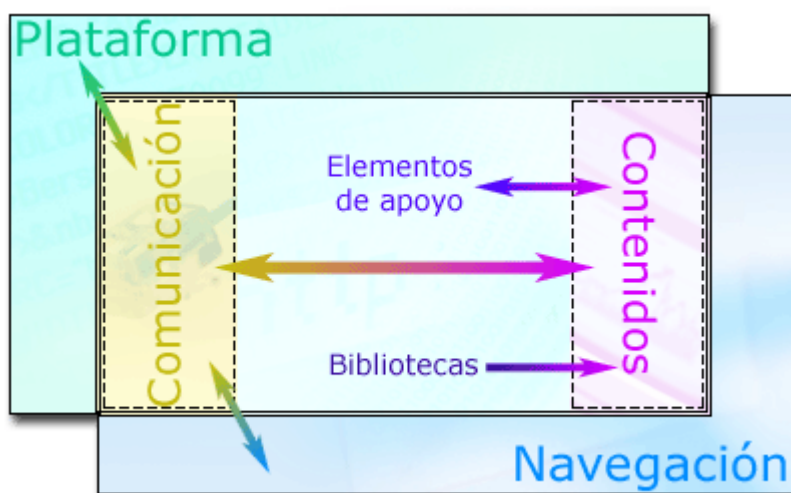 Plataforma
Comunicación
Elementos
de apoyo
Contenidos
Bibliotecas
Navegación